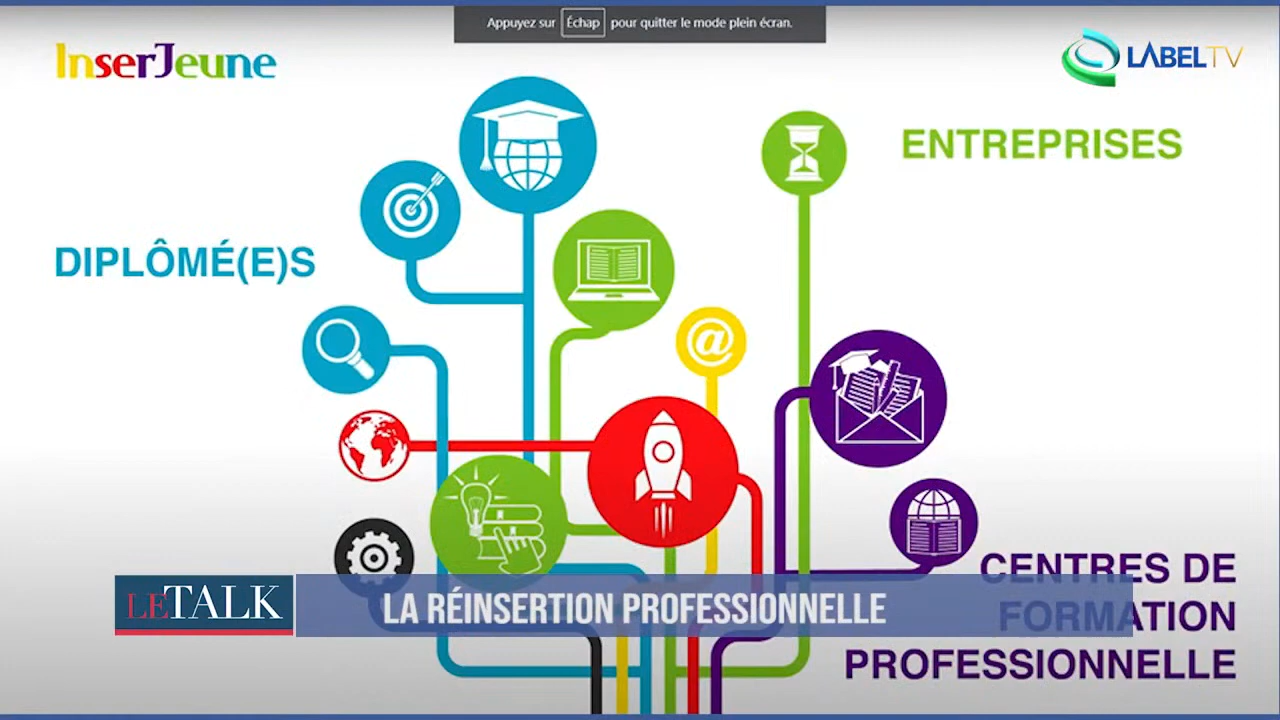 Appuyez sur Échap pour quitter le mode plein écran.
InserJeune
LABEL TV
ENTREPRISES
DIPLÔMÉ(E)S
@
CENTRES DE
FORMATION
PROFESSIONNELLE
LE TALK
LA RÉINSERTION PROFESSIONNELLE